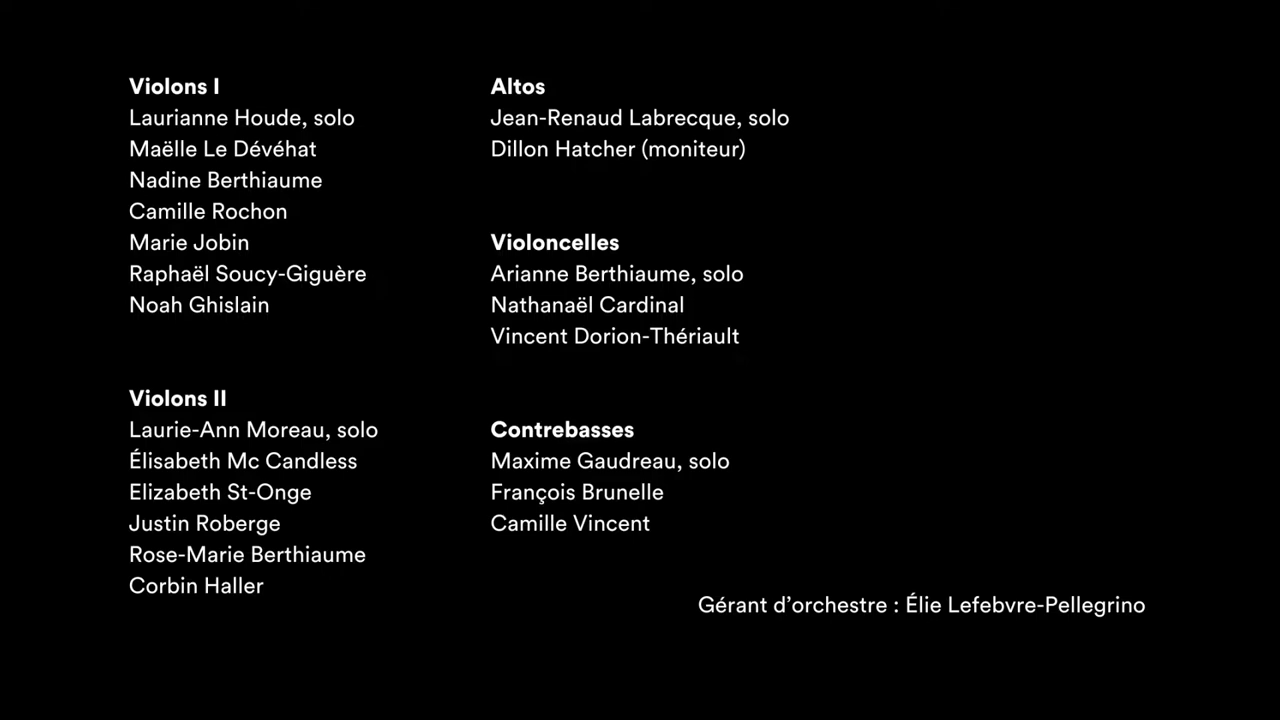 Violons I
Laurianne Houde, solo
Maëlle Le Dévéhat
Nadine Berthiaume
Camille Rochon
Marie Jobin
Raphaël Soucy-Giguère
Noah Ghislain
Violons II
Laurie-Ann Moreau, solo
Élisabeth Mc Candless
Elizabeth St-Onge
Justin Roberge
Rose-Marie Berthiaume
Corbin Haller
Altos
Jean-Renaud Labrecque, solo
Dillon Hatcher (moniteur)
Violoncelles
Arianne Berthiaume, solo
Nathanaël Cardinal
Vincent Dorion-Thériault
Contrebasses
Maxime Gaudreau, solo
François Brunelle
Camille Vincent
Gérant d’orchestre : Élie Lefebvre-Pellegrino